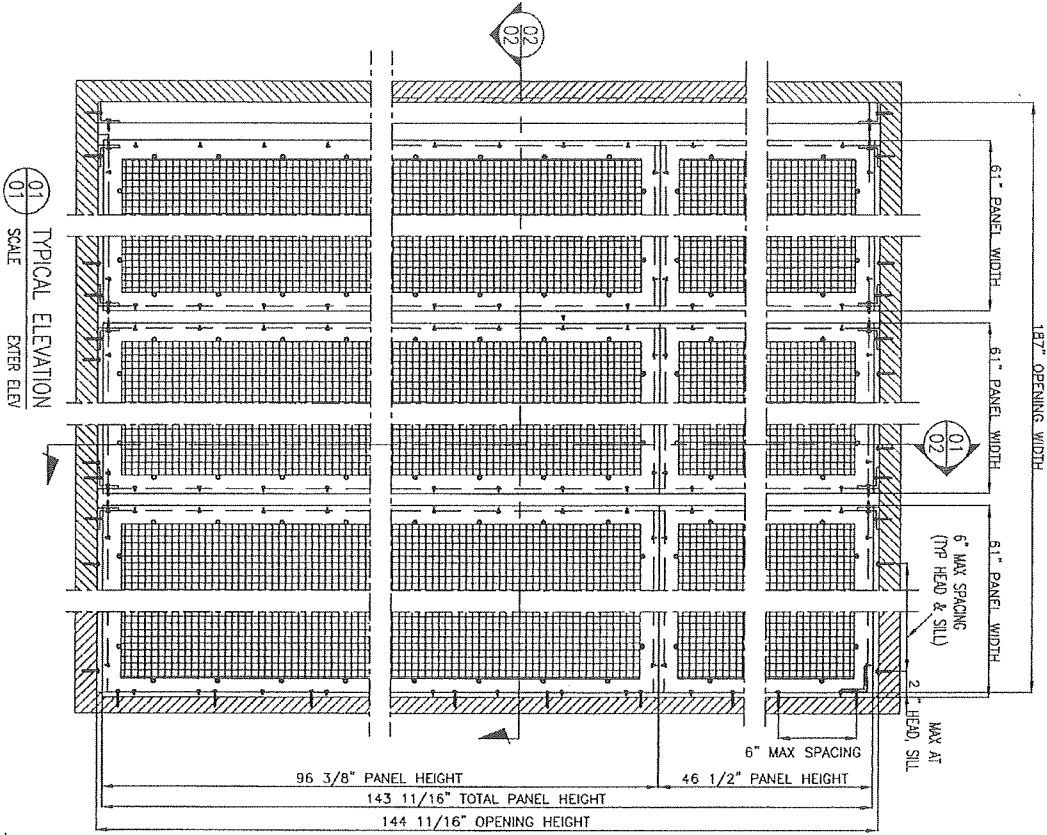 02
02
61" PANEL WIDTH
61" PANEL WIDTH
61" PANEL WIDTH
187" OPENING WIDTH
01
02
6" MAX SPACING
(TYP HEAD & SILL)
2 " MAX AT
HEAD, SILL
6" MAX SPACING
96 3/8" PANEL HEIGHT
46 1/2" PANEL HEIGHT
143 11/16" TOTAL PANEL HEIGHT
144 11/16" OPENING HEIGHT
01
01
TYPICAL ELEVATION
SCALE EXTER ELEV